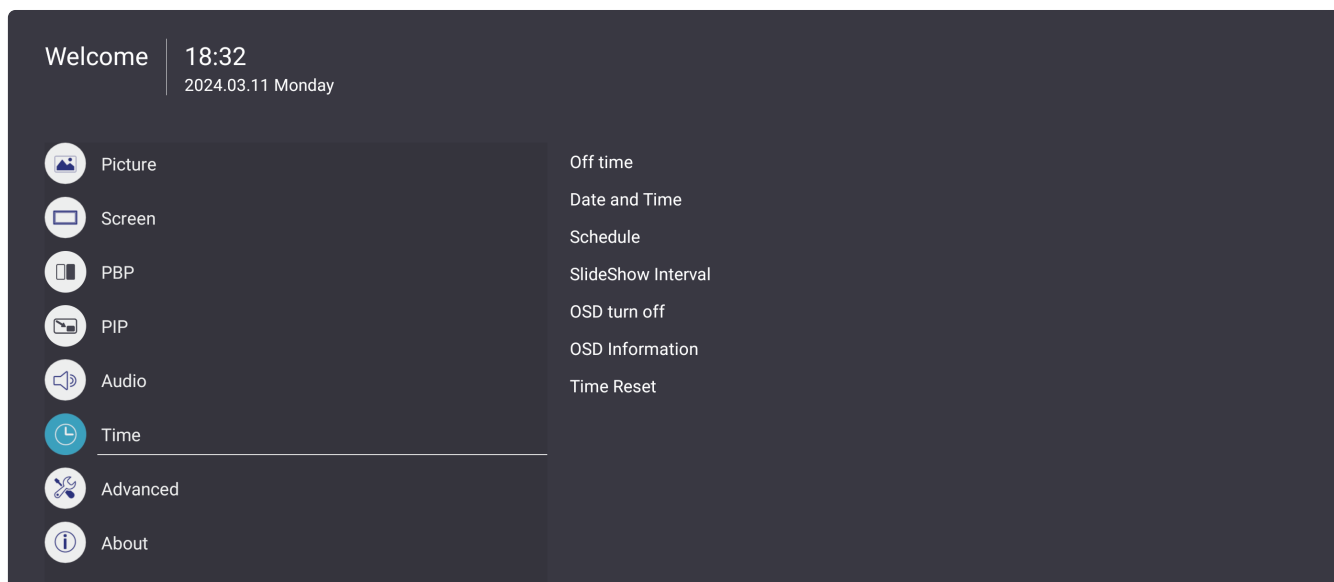 Welcome
18:32
2024.03.11 Monday
Picture
Screen
PBP
PIP
Audio
Time
Advanced
About
Off time
Date and Time
Schedule
SlideShow Interval
OSD turn off
OSD Information
Time Reset